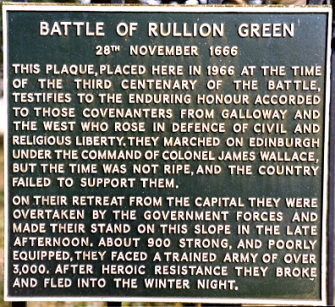 BATTLE OF RULLION GREEN
28TH NOVEMBER 1666
THIS PLAQUE, PLACED HERE IN 1966 AT THE TIME
OF THE THIRD CENTENARY OF THE BATTLE,
TESTIFIES TO THE ENDURING HONOUR ACCORDED
TO THOSE COVENANTERS FROM GALLOWAY AND
THE WEST WHO ROSE IN DEFENCE OF CIVIL AND
RELIGIOUS LIBERTY. THEY MARCHED ON EDINBURGH
UNDER THE COMMAND OF COLONEL JAMES WALLACE,
BUT THE TIME WAS NOT RIPE, AND THE COUNTRY
FAILED TO SUPPORT THEM.
ON THEIR RETREAT FROM THE CAPITAL THEY WERE
OVERTAKEN BY THE GOVERNMENT FORCES AND
MADE THEIR STAND ON THIS SLOPE IN THE LATE
AFTERNOON. ABOUT 900 STRONG, AND POORLY
EQUIPPED, THEY FACED A TRAINED ARMY OF OVER
3,000. AFTER HEROIC RESISTANCE THEY BROKE
AND FLED INTO THE WINTER NIGHT.